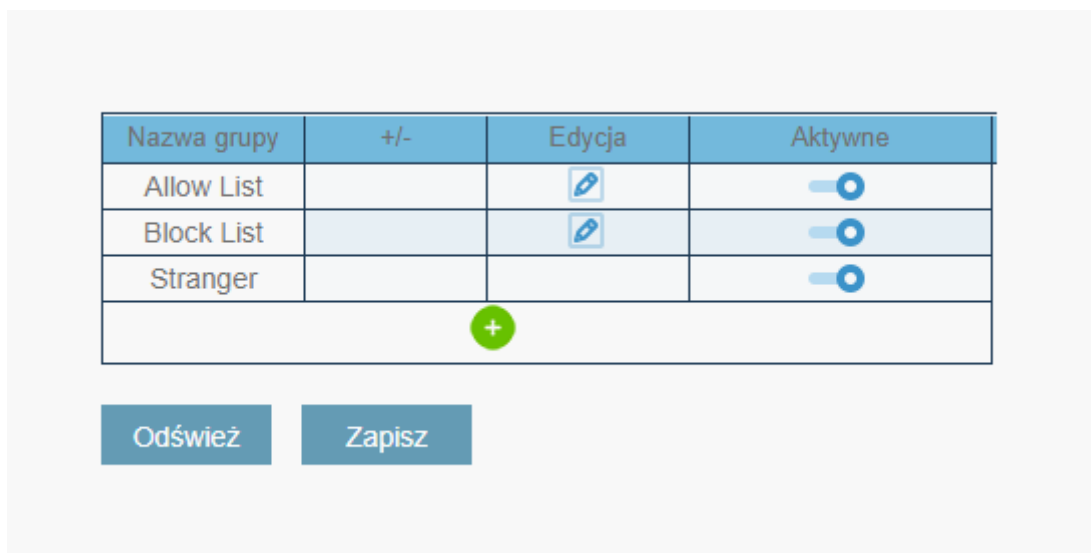 Nazwa grupy +/- Edycja Aktywne
Allow List
Block List
Stranger
+
Odśwież Zapisz